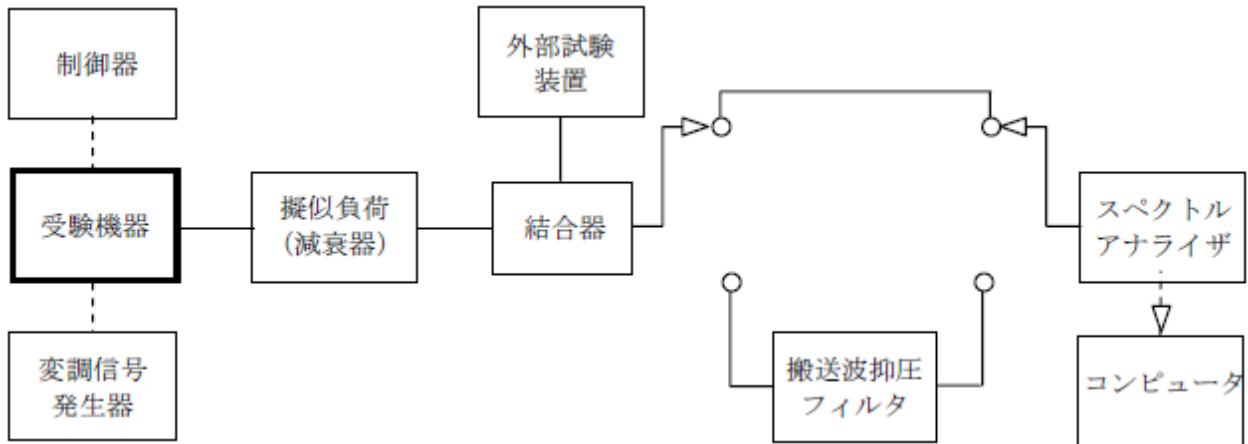 制御器
外部試験
装置
受験機器
擬似負荷
(減衰器)
結合器
スペクトル
アナライザ
変調信号
発生器
搬送波抑圧
フィルタ
コンピュータ